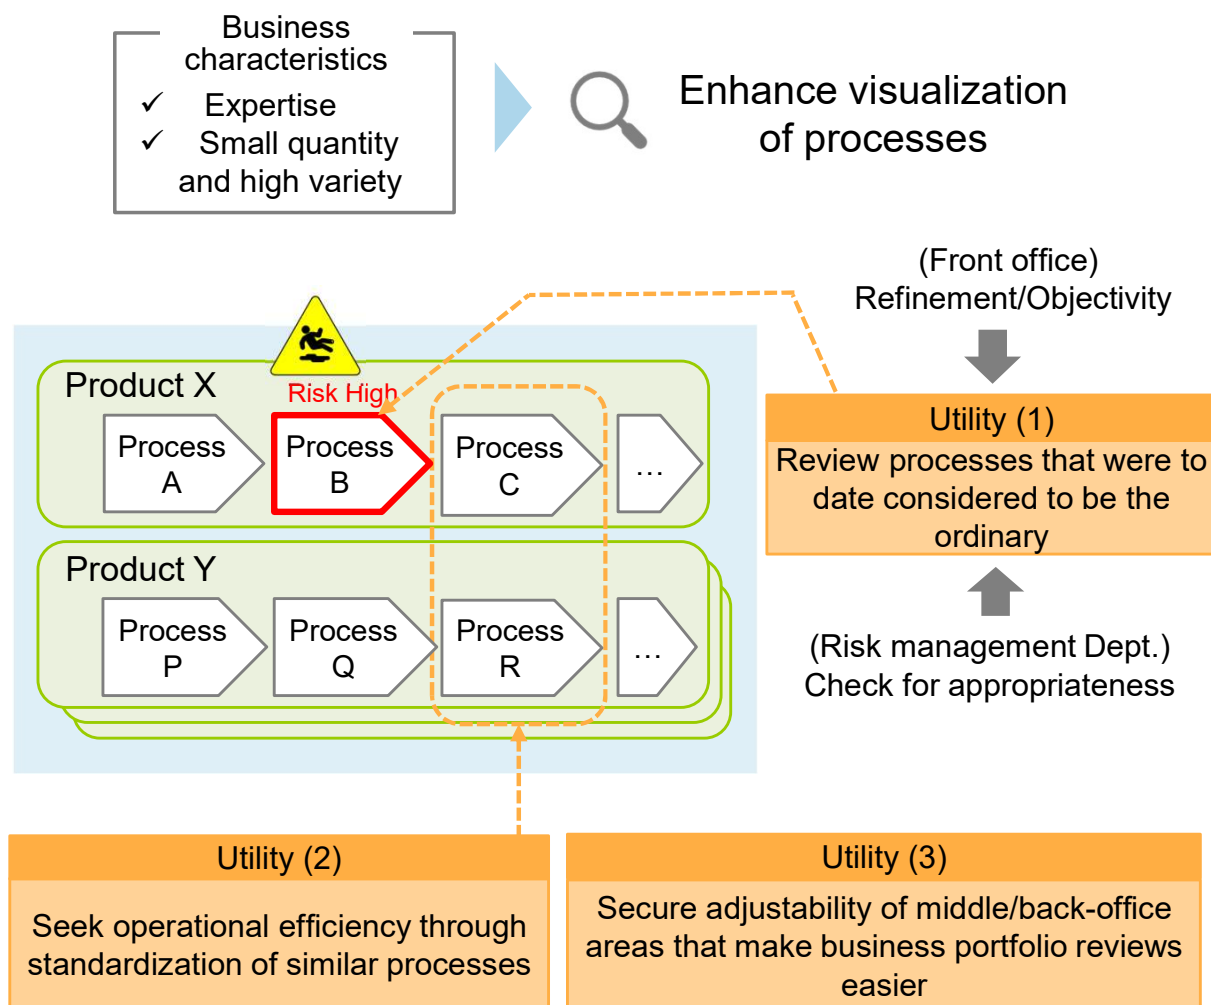 Business
characteristics
✓ Expertise
✓ Small quantity
and high variety
Enhance visualization
of processes
(Front office)
Refinement/Objectivity
Product X
Risk High
Process
A
Process
B
Process
C
…
Utility (1)
Review processes that were to
date considered to be the
ordinary
Product Y
Process
P
Process
Q
Process
R
…
(Risk management Dept.)
Check for appropriateness
Utility (2)
Seek operational efficiency through
standardization of similar processes
Utility (3)
Secure adjustability of middle/back-office
areas that make business portfolio reviews
easier